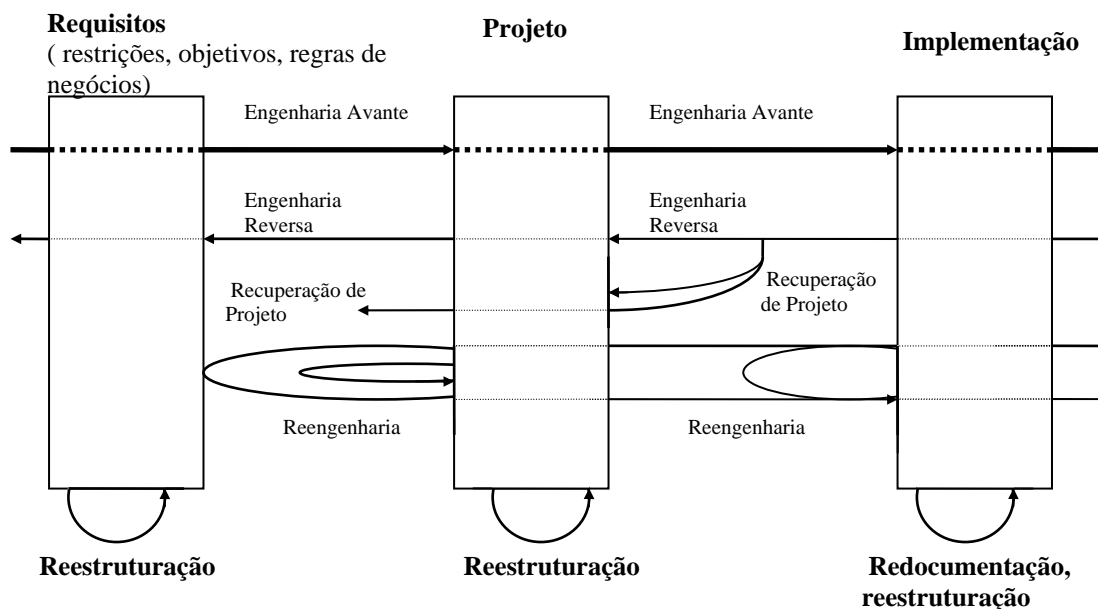 Requisitos
( restrições, objetivos, regras de
negócios)
Projeto
Implementação
Engenharia Avante
Engenharia Avante
Engenharia
Reversa
Engenharia
Reversa
Recuperação de
Projeto
Recuperação
de Projeto
Reengenharia
Reengenharia
Reestruturação
Reestruturação
Redocumentação,
reestruturação